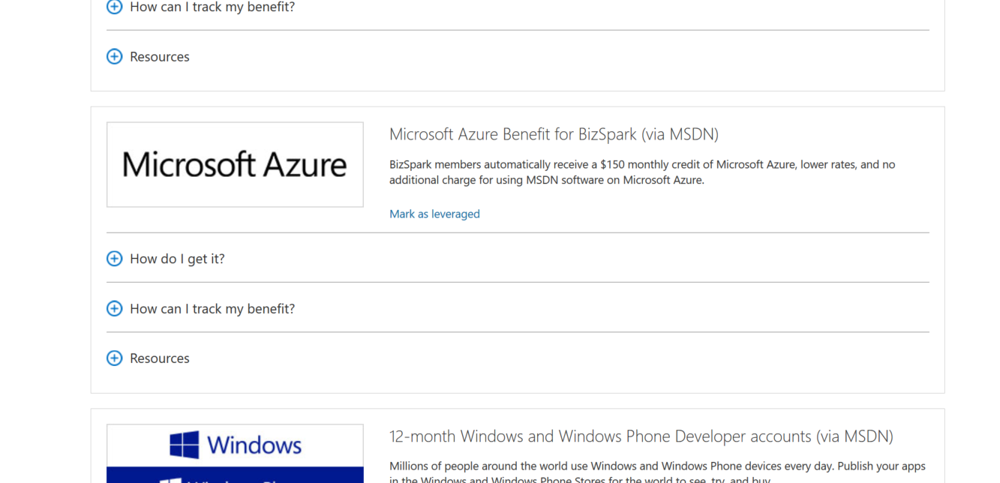 How can I track my benefit?
Resources
Microsoft Azure
Microsoft Azure Benefit for BizSpark (via MSDN)
BizSpark members automatically receive a $150 monthly credit of Microsoft Azure, lower rates, and no
additional charge for using MSDN software on Microsoft Azure.
Mark as leveraged
How do I get it?
How can I track my benefit?
Resources
Windows
12-month Windows and Windows Phone Developer accounts (via MSDN)
Millions of people around the world use Windows and Windows Phone devices every day. Publish your apps
in the Windows and Windows Phone Stores for the world to see, try, and buy.